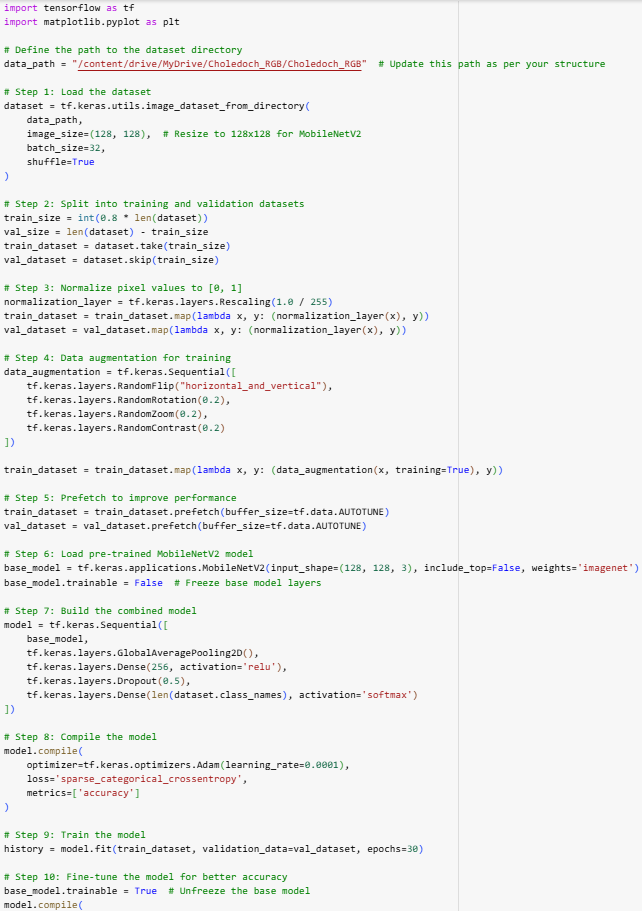 import tensorflow as tf
import matplotlib.pyplot as plt

# Define the path to the dataset directory
data_path = "/content/drive/MyDrive/Choledoch_RGB/Choledoch_RGB"  # Update this path as per your structure

# Step 1: Load the dataset
dataset = tf.keras.utils.image_dataset_from_directory(
    data_path,
    image_size=(128, 128),  # Resize to 128x128 for MobileNetV2
    batch_size=32,
    shuffle=True
)

# Step 2: Split into training and validation datasets
train_size = int(0.8 * len(dataset))
val_size = len(dataset) - train_size
train_dataset = dataset.take(train_size)
val_dataset = dataset.skip(train_size)

# Step 3: Normalize pixel values to [0, 1]
normalization_layer = tf.keras.layers.Rescaling(1.0 / 255)
train_dataset = train_dataset.map(lambda x, y: (normalization_layer(x), y))
val_dataset = val_dataset.map(lambda x, y: (normalization_layer(x), y))

# Step 4: Data augmentation for training
data_augmentation = tf.keras.Sequential([
    tf.keras.layers.RandomFlip("horizontal_and_vertical"),
    tf.keras.layers.RandomRotation(0.2),
    tf.keras.layers.RandomZoom(0.2),
    tf.keras.layers.RandomContrast(0.2)
])

train_dataset = train_dataset.map(lambda x, y: (data_augmentation(x, training=True), y))

# Step 5: Prefetch to improve performance
train_dataset = train_dataset.prefetch(buffer_size=tf.data.AUTOTUNE)
val_dataset = val_dataset.prefetch(buffer_size=tf.data.AUTOTUNE)

# Step 6: Load pre-trained MobileNetV2 model
base_model = tf.keras.applications.MobileNetV2(input_shape=(128, 128, 3), include_top=False, weights='imagenet')
base_model.trainable = False  # Freeze base model layers

# Step 7: Build the combined model
model = tf.keras.Sequential([
    base_model,
    tf.keras.layers.GlobalAveragePooling2D(),
    tf.keras.layers.Dense(256, activation='relu'),
    tf.keras.layers.Dropout(0.5),
    tf.keras.layers.Dense(len(dataset.class_names), activation='softmax')
])

# Step 8: Compile the model
model.compile(
    optimizer=tf.keras.optimizers.Adam(learning_rate=0.0001),
    loss='sparse_categorical_crossentropy',
    metrics=['accuracy']
)

# Step 9: Train the model
history = model.fit(train_dataset, validation_data=val_dataset, epochs=30)

# Step 10: Fine-tune the model for better accuracy
base_model.trainable = True  # Unfreeze the base model
model.compile(